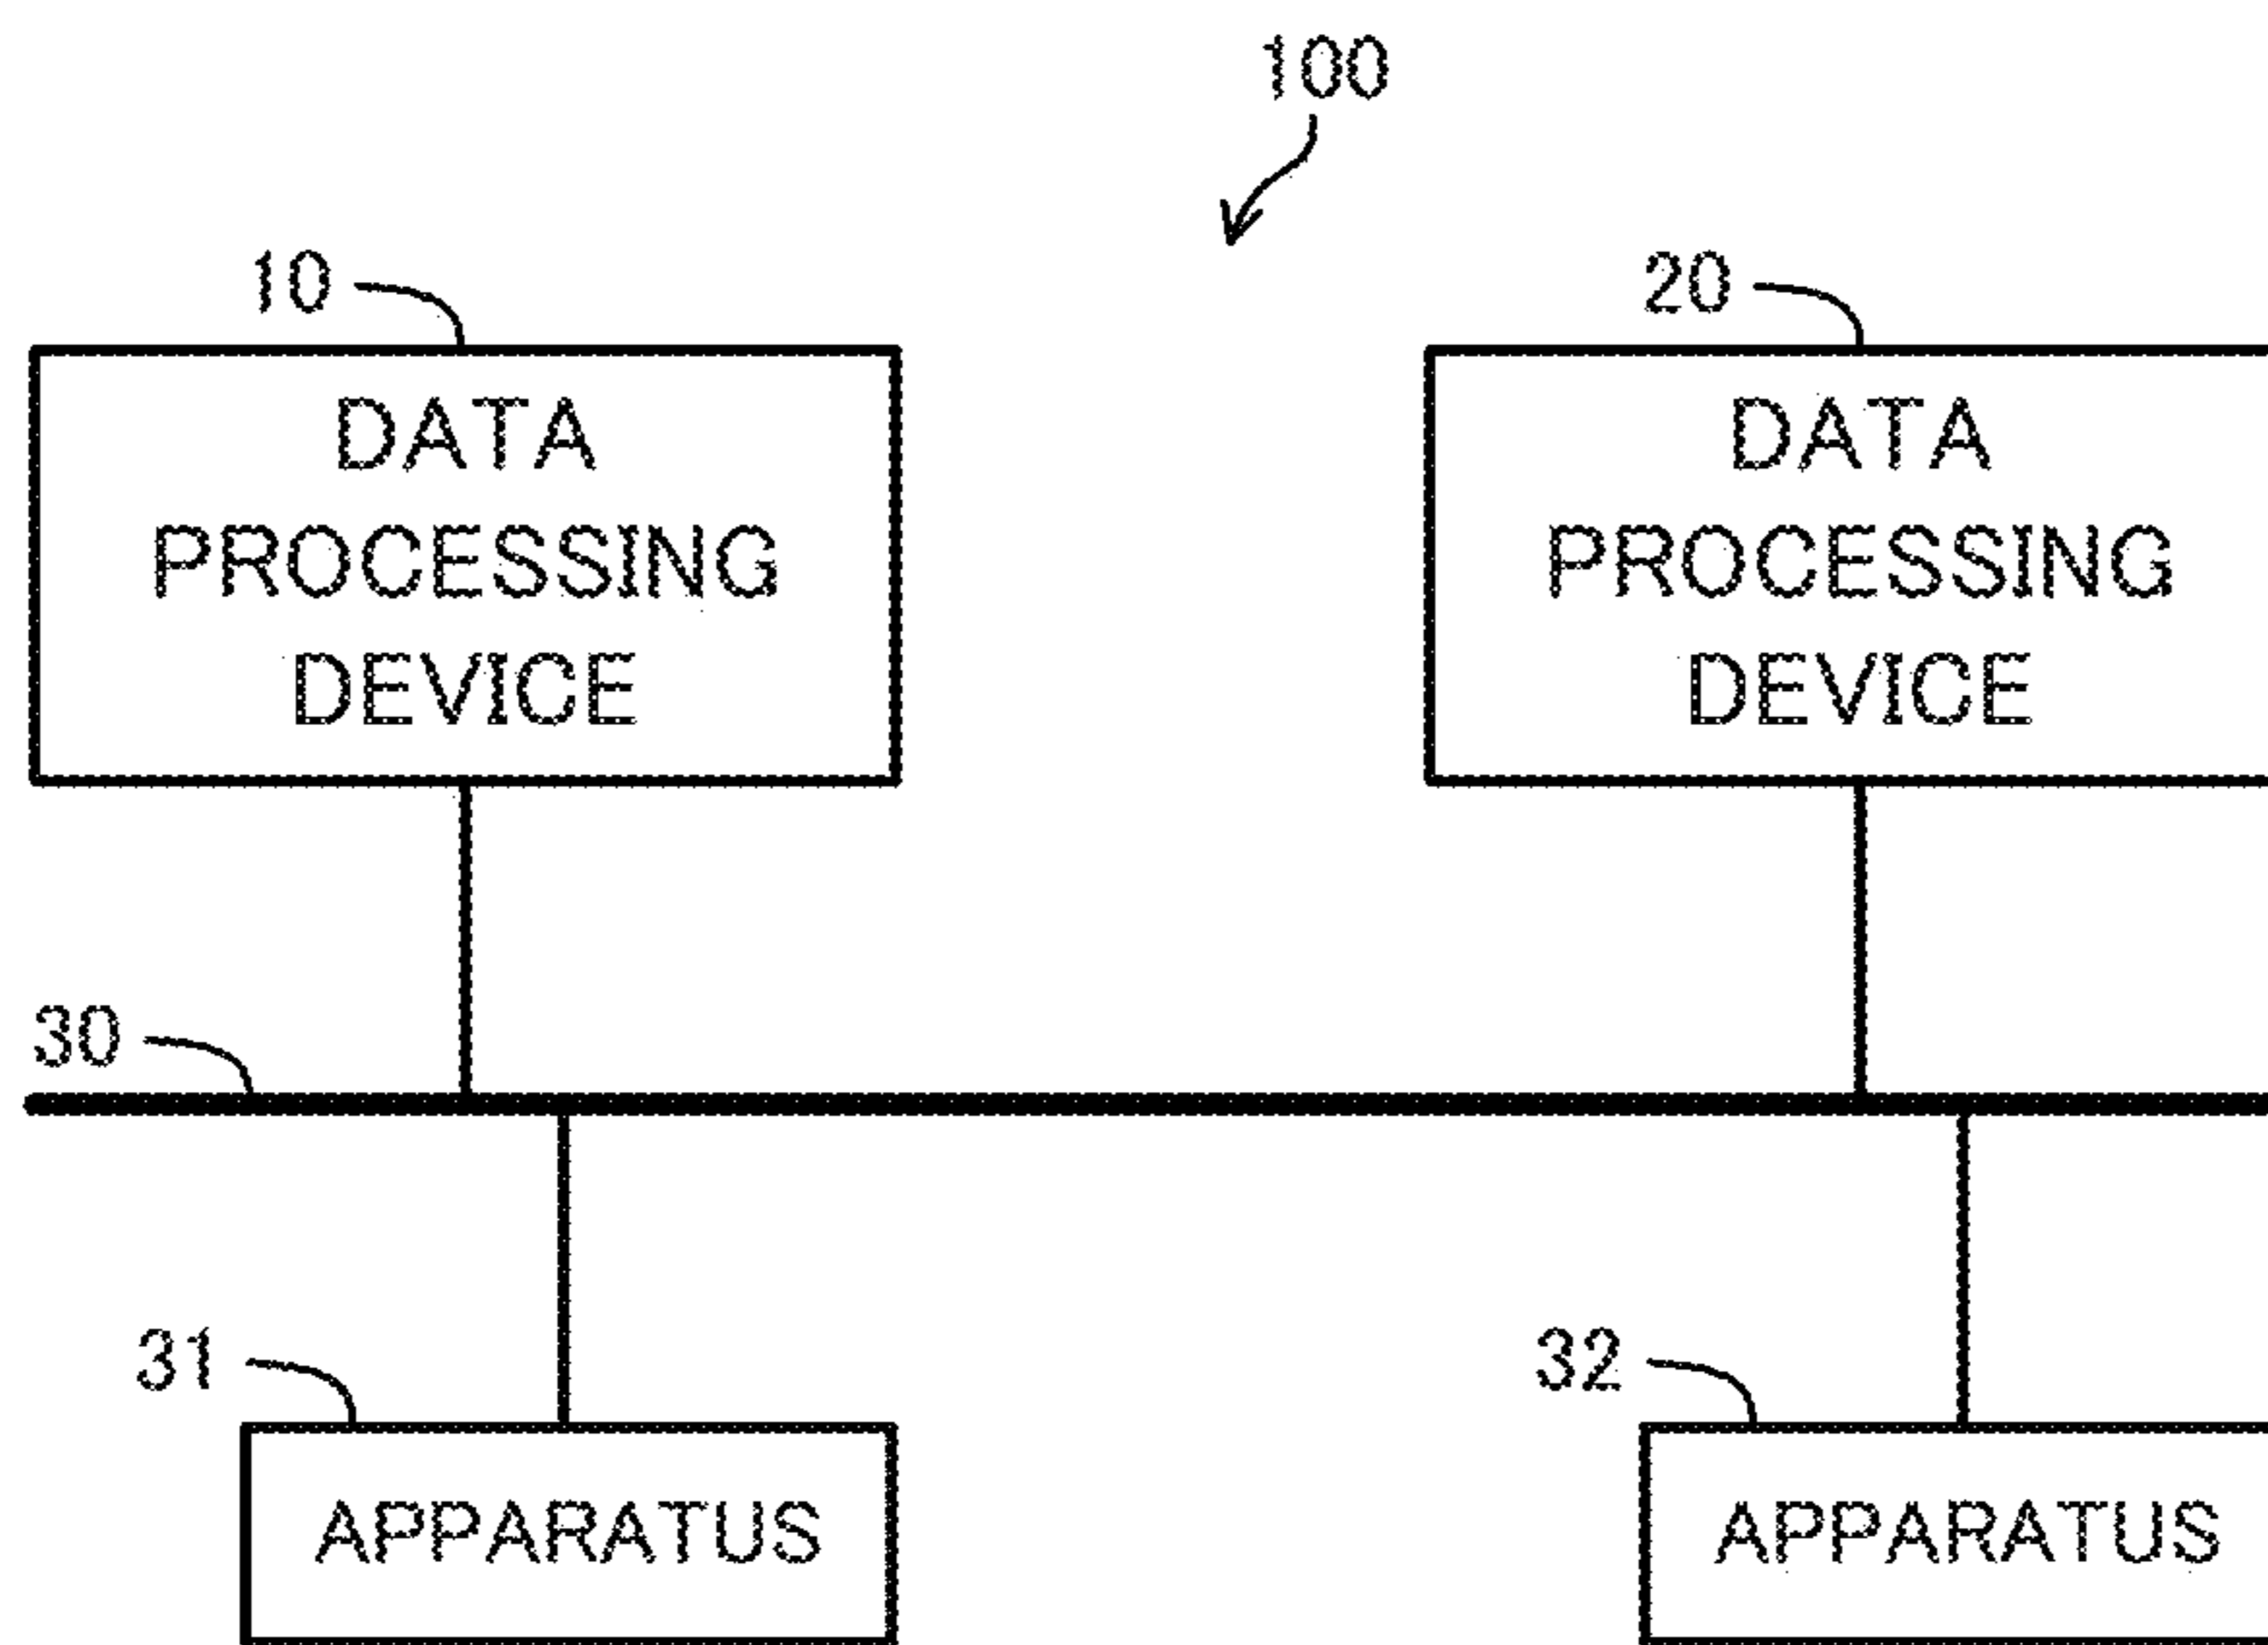 100
10
20
DATA
PROCESSING
DEVICE
DATA
PROCESSING
DEVICE
30
31
32
APPARATUS
APPARATUS